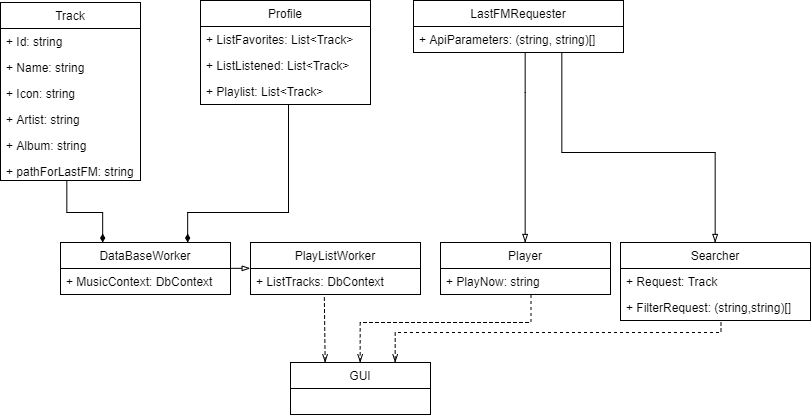 Track
+ Id: string
+ Name: string
+ Icon: string
+ Artist: string
+ Album: string
+ pathForLastFM: string
Profile
+ ListFavorites: List<Track>
+ ListListened: List<Track>
+ Playlist: List<Track>
LastFMRequester
+ ApiParameters: (string, string)[]
DataBaseWorker
+ MusicContext: DbContext
PlayListWorker
+ ListTracks: DbContext
Player
+ PlayNow: string
Searcher
+ Request: Track
+ FilterRequest: (string,string)[]
GUI